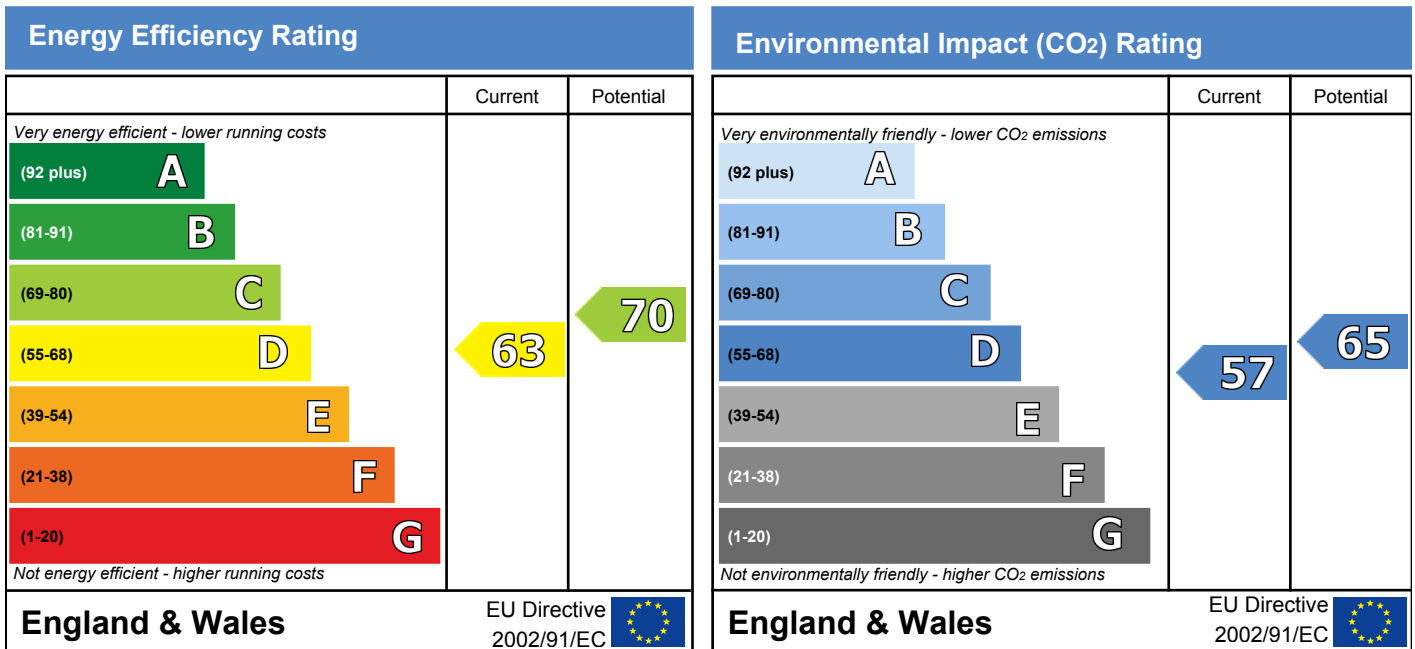 Energy Efficiency Rating
Current Potential
Very energy efficient - lower running costs
(92 plus) A
(81-91) B
(69-80) C
(55-68) D
(39-54) E
(21-38) F
(1-20) G
63
70
Not energy efficient - higher running costs
England & Wales
EU Directive
2002/91/EC
Environmental Impact (CO2) Rating
Current Potential
Very environmentally friendly - lower CO2 emissions
(92 plus) A
(81-91) B
(69-80) C
(55-68) D
(39-54) E
(21-38) F
(1-20) G
57
65
Not environmentally friendly - higher CO2 emissions
England & Wales
EU Directive
2002/91/EC